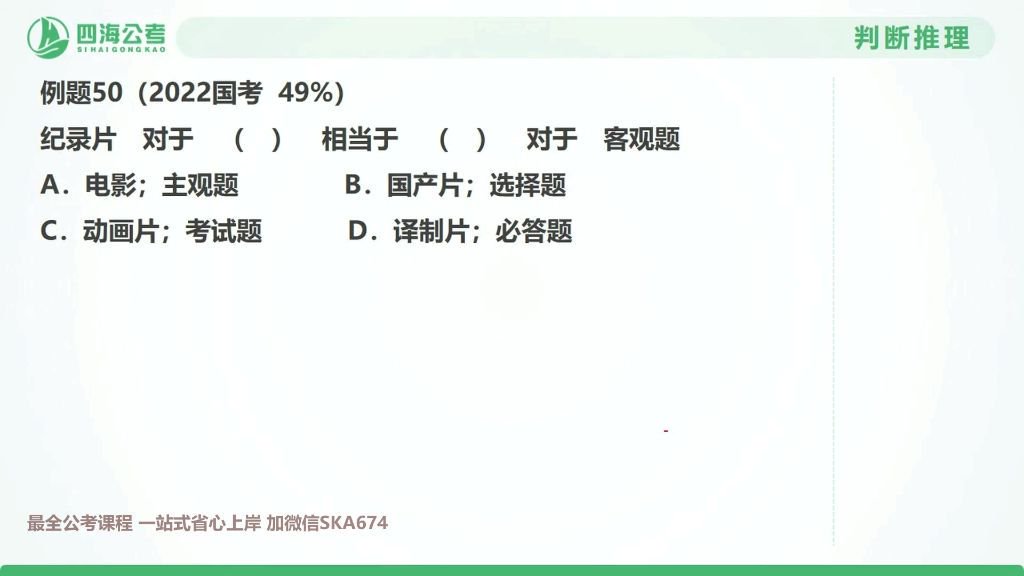 四海公考
SIHAIGONGKAO
判断推理
例题50（2022国考 49%）
纪录片 对于 （ ） 相当于 （ ） 对于 客观题
A. 电影；主观题 B. 国产片；选择题
C. 动画片；考试题 D. 译制片；必答题
最全公考课程 一站式省心上岸 加微信SKA674